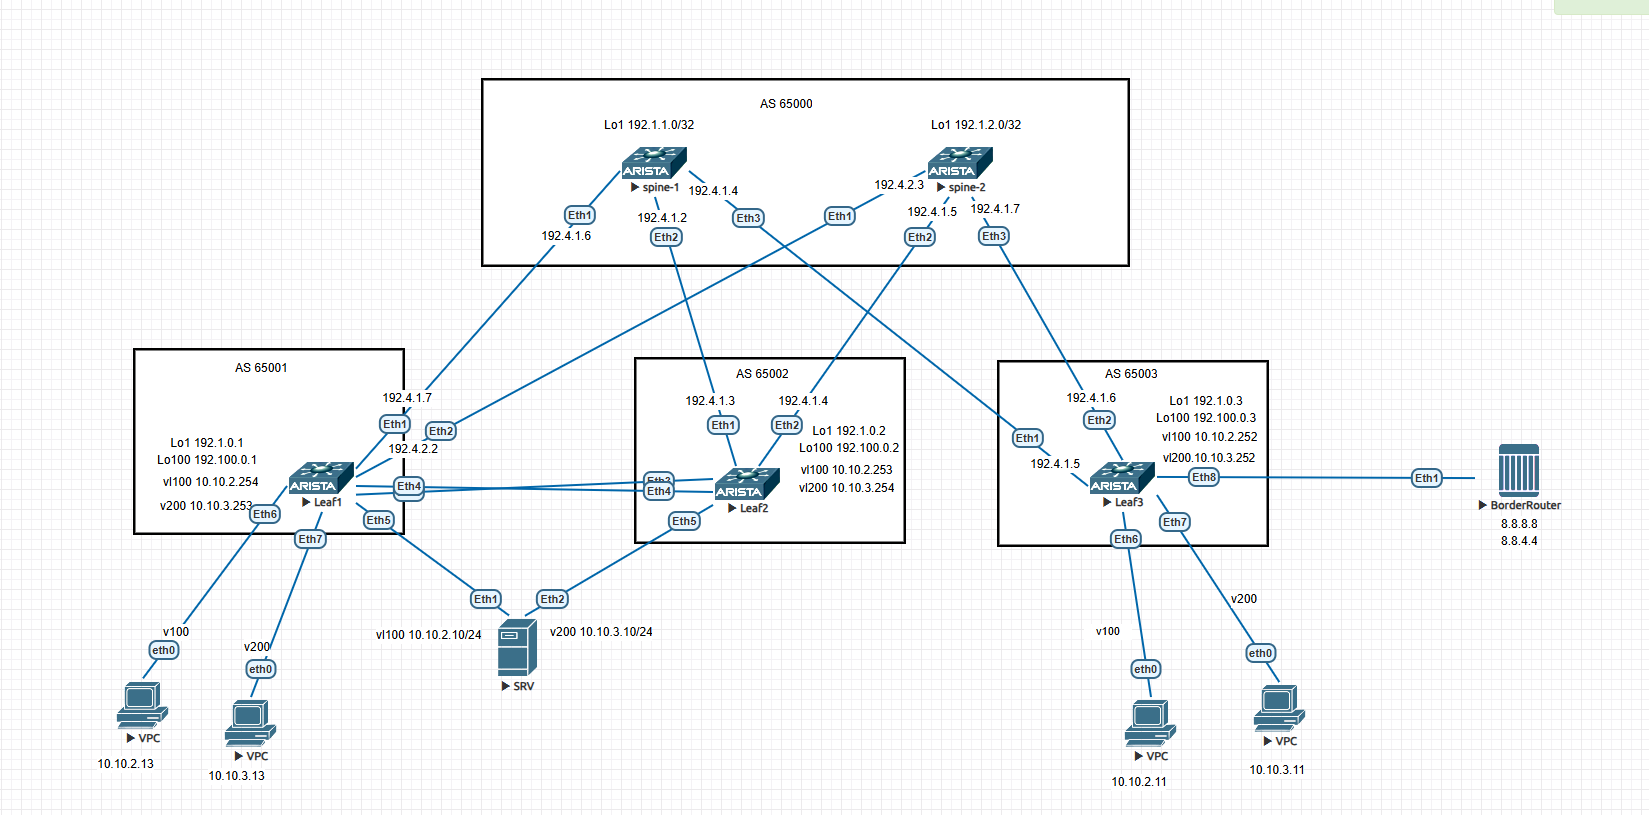 AS 65000
Lo1 192.1.1.0/32
Lo1 192.1.2.0/32
ARISTA
spine-1
ARISTA
spine-2
192.4.1.4
192.4.2.3
192.4.1.2
192.4.1.5
192.4.1.7
Eth1
Eth3
Eth1
192.4.1.6
Eth2
Eth2
Eth3
AS 65001
AS 65002
AS 65003
192.4.1.7
192.4.1.3
192.4.1.4
192.4.1.6
Lo1 192.1.0.3
Lo100 192.100.0.3
Eth1
Eth2
Eth1
Eth2
Eth2
Eth1
vl100 10.10.2.252
Lo1 192.1.0.1
192.4.2.2
Lo1 192.1.0.2
Lo100 192.100.0.2
Lo100 192.100.0.1
192.4.1.5
vl200.10.10.3.252
vl100 10.10.2.254
vl100 10.10.2.253
vl200 10.10.3.254
v200 10.10.3.253
ARISTA
Leaf1
Eth4
Eth4
ARISTA
Leaf2
ARISTA
Leaf3
Eth8
Eth1
BorderRouter
8.8.8.8
8.8.4.4
Eth6
Eth5
Eth5
Eth7
Eth7
Eth6
Eth1
Eth2
v200
v100
vl100 10.10.2.10/24
v200 10.10.3.10/24
v100
v200
eth0
eth0
eth0
eth0
SRV
VPC
10.10.2.13
VPC
10.10.3.13
VPC
10.10.2.11
VPC
10.10.3.11